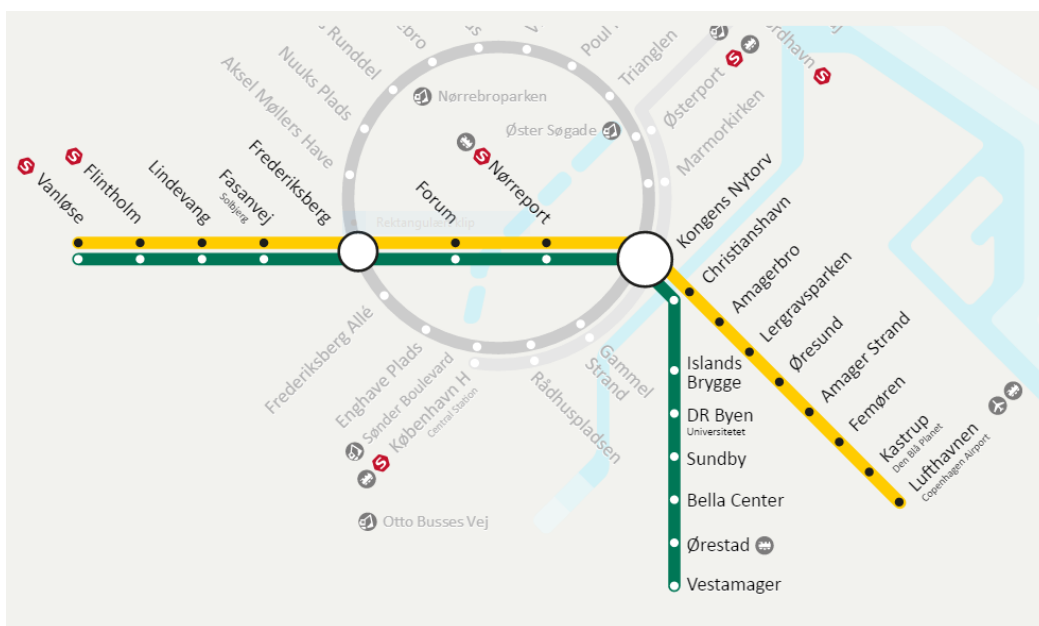 Runddel
Nuuks Plads
Aksel Møllers Have
Poul
Trianglen
Østerport
Marmorkirken
Nørrebroparken
Øster Søgade
S
Vanløse
S
Flintholm
Lindevang
Fasanvej
Solbjerg
Frederiksberg
Forum
S
Nørreport
S
S
Kongens Nytorv
Christianshavn
Amagerbro
Lergravsparken
Øresund
Amager Strand
Femøren
Kastrup
Den Blå Planet
Lufthavnen
Copenhagen Airport
Frederiksberg Allé
Enghave Plads
Sønder Boulevard
S
København H
Central Station
Rådhuspladsen
Gammel
Strand
Otto Busses Vej
Islands
Brygge
DR Byen
Universitetet
Sundby
Bella Center
Ørestad
Vestamager